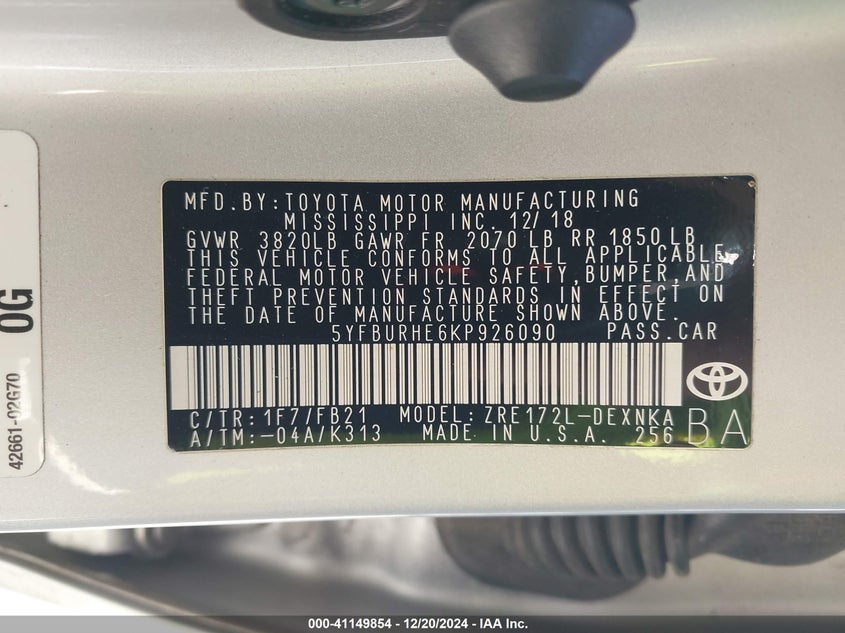 MFD.BY:TOYOTA MOTOR MANUFACTURING
MISSISSIPPI INC. 12/18
GVWR 3820LB GAWR FR 2070 LB RR 1850 LB
THIS VEHICLE CONFORMS TO ALL APPLICABLE
FEDERAL MOTOR VEHICLE SAFETY,BUMPER,AND
THEFT PREVENTION STANDARDS IN EFFECT ON
THE DATE OF MANUFACTURE SHOWN ABOVE.
5YFBURHE6KP926090 PASS.CAR
C/TR:1F7/FB21 MODEL:ZRE172L-DEXNKA
A/TM:-04A/K313 MADE IN U.S.A. 256
BA
42661-02G70
0G
000-41149854 / 12/20/2024 - IAA Inc.